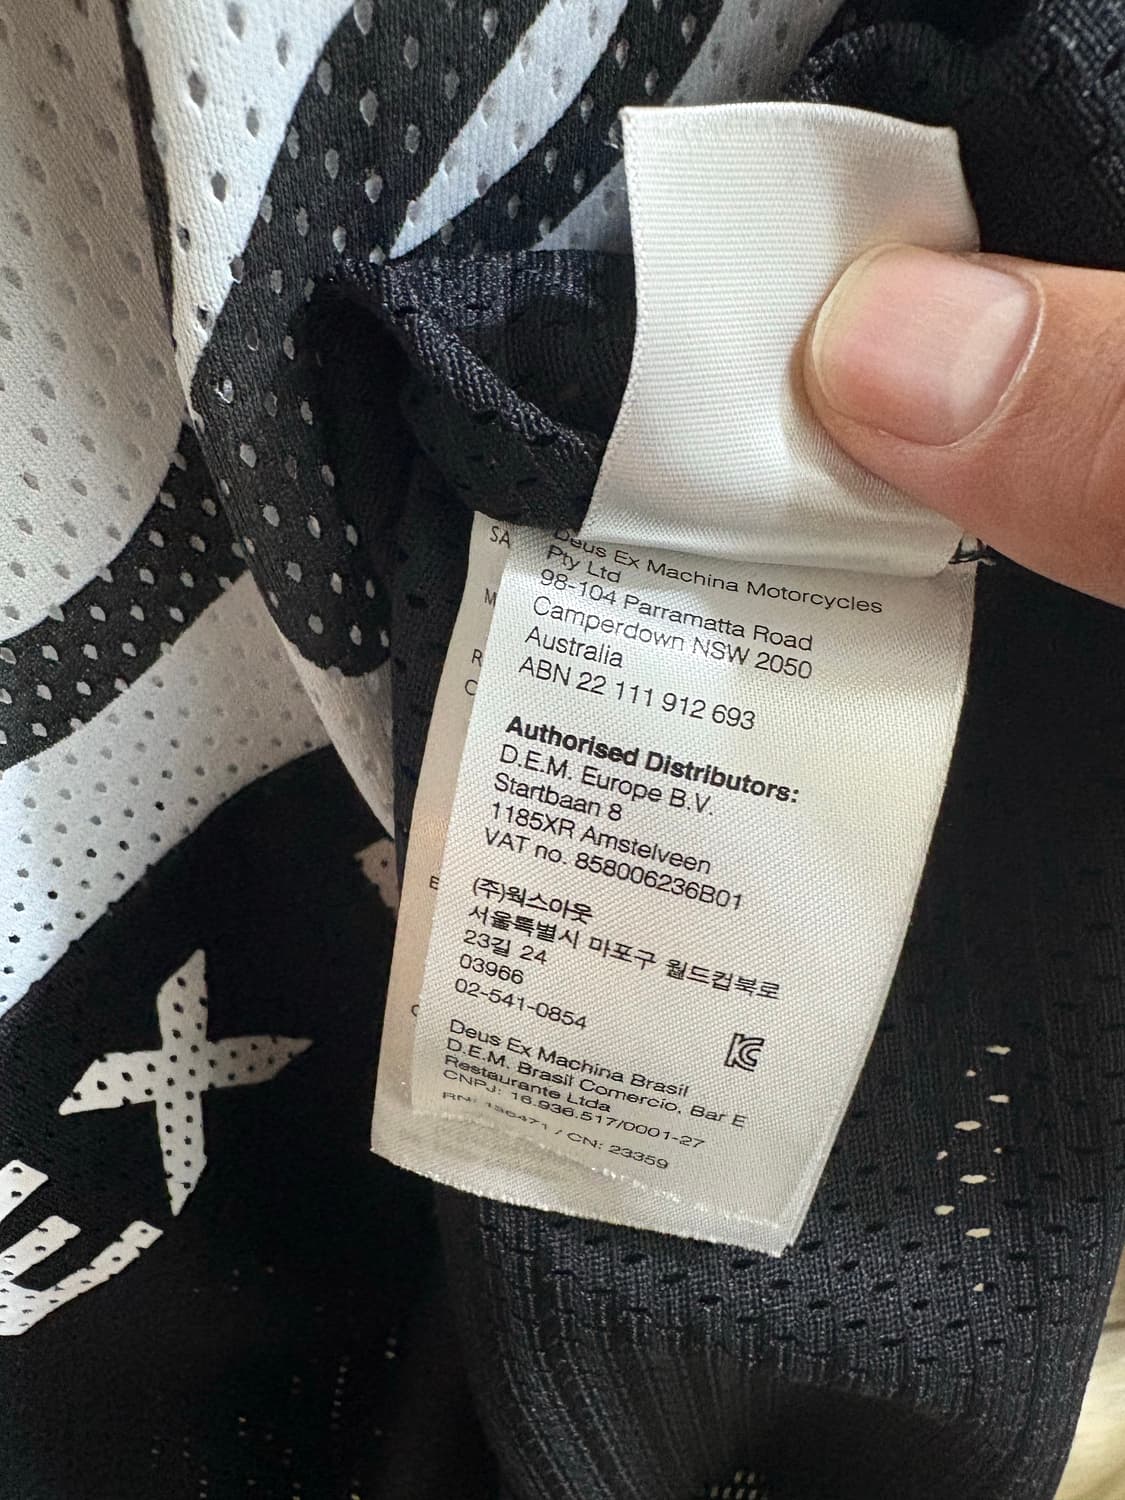 Deus Ex Machina Motorcycles
Pty Ltd
98-104 Parramatta Road
Camperdown NSW 2050
Australia
ABN 22 111 912 693
Authorised Distributors:
D.E.M. Europe B.V.
Startbaan 8
1185XR Amstelveen
VAT no. 858006236B01
(주)웍스아웃
서울특별시 마포구 월드컵북로
23길 24
03966
02-541-0854
Deus Ex Machina Brasil
D.E.M. Brasil Comercio, Bar E
Restaurante Ltda
CNPJ: 16.936.517/0001-27
RN: / CN: 23359